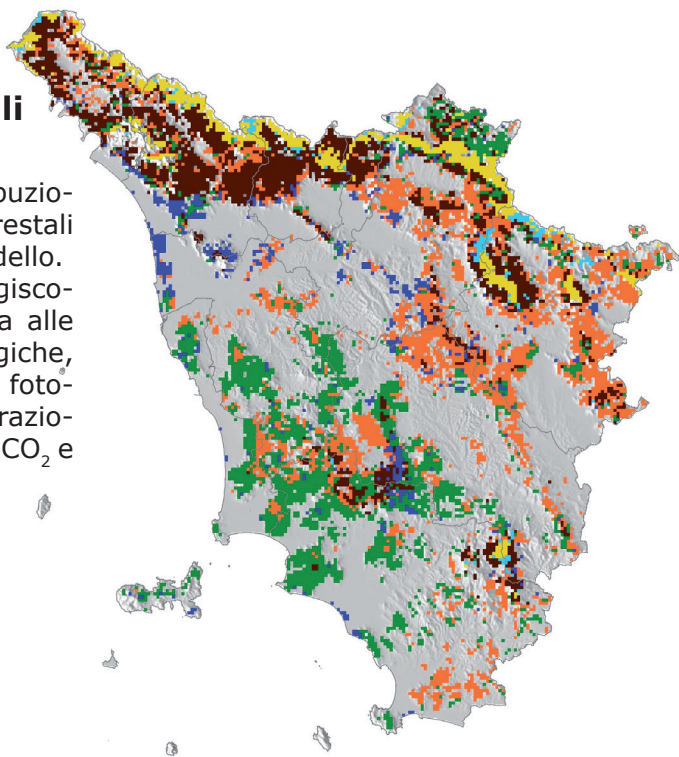 li
buzio-
restali
dello.
gisco-
a alle
giche,
foto-
razio-
CO₂ e